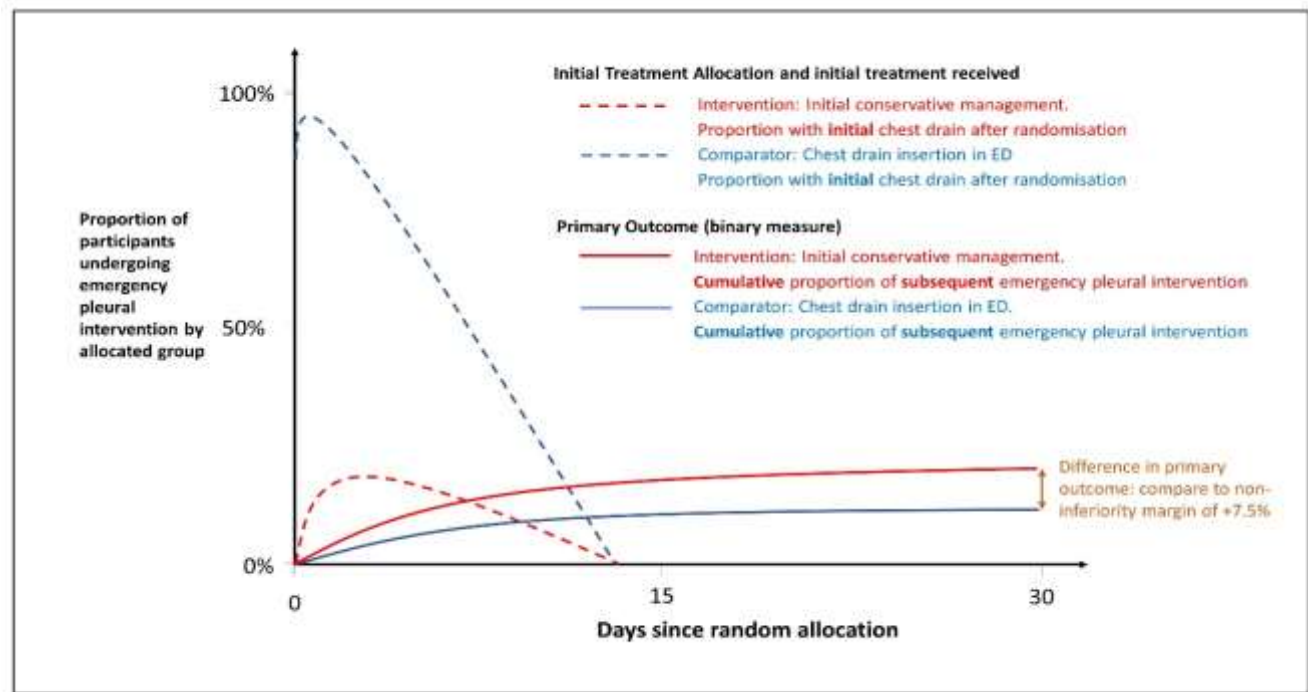 Initial Treatment Allocation and initial treatment received
Intervention: Initial conservative management.
Proportion with initial chest drain after randomisation
Comparator: Chest drain insertion in ED
Proportion with initial chest drain after randomisation
Primary Outcome (binary measure)
Intervention: Initial conservative management.
Cumulative proportion of subsequent emergency pleural intervention
Comparator: Chest drain insertion in ED.
Cumulative proportion of subsequent emergency pleural intervention
100%
Proportion of
participants
undergoing
emergency
pleural
intervention by
allocated group
50%
0%
Difference in primary
outcome: compare to non-
inferiority margin of +7.5%
0
15
30
Days since random allocation